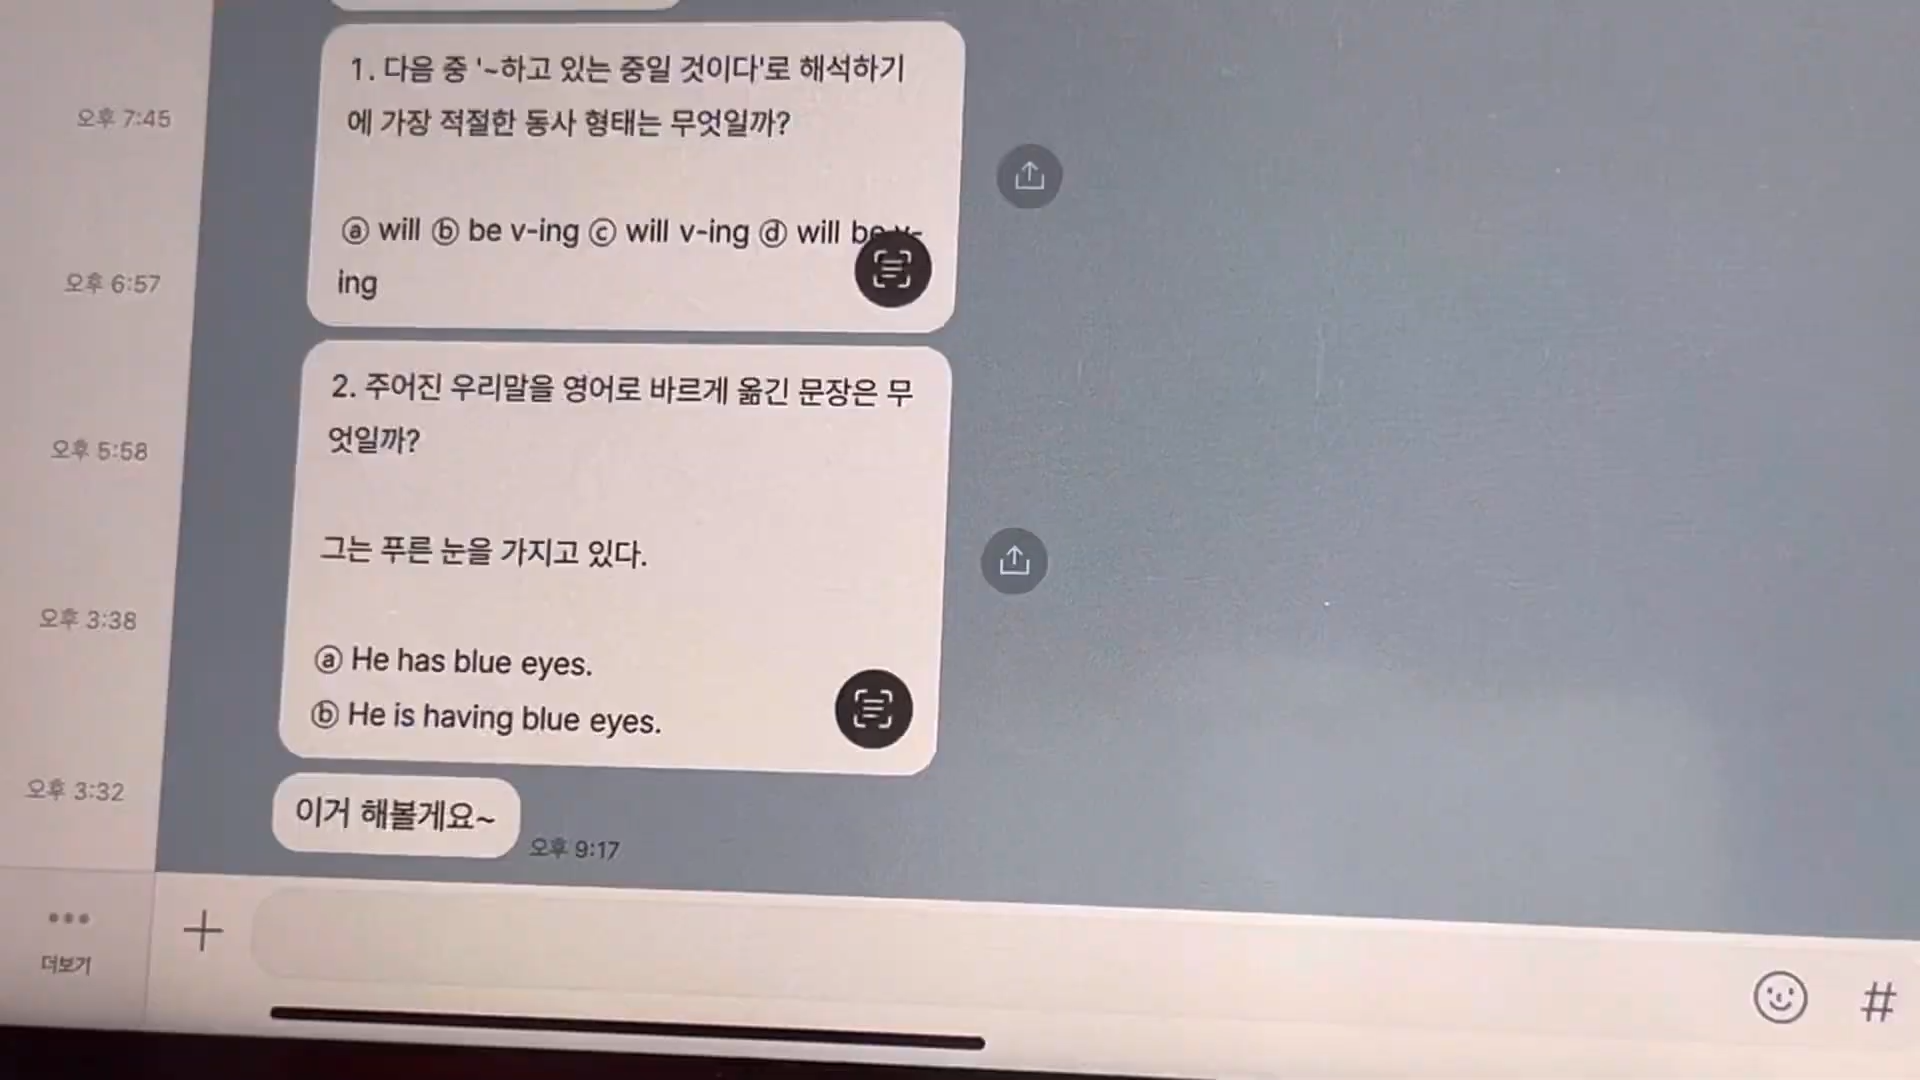 오후 7:45
오후 6:57
오후 5:58
오후 3:38
오후 3:32
더보기
1. 다음 중 '~하고 있는 중일 것이다'로 해석하기
에 가장 적절한 동사 형태는 무엇일까?
ⓐ will ⓑ be v-ing ⓒ will v-ing ⓓ will be v-
ing
2. 주어진 우리말을 영어로 바르게 옮긴 문장은 무
엇일까?
그는 푸른 눈을 가지고 있다.
ⓐ He has blue eyes.
ⓑ He is having blue eyes.
이거 해볼게요~
오후 9:17
#